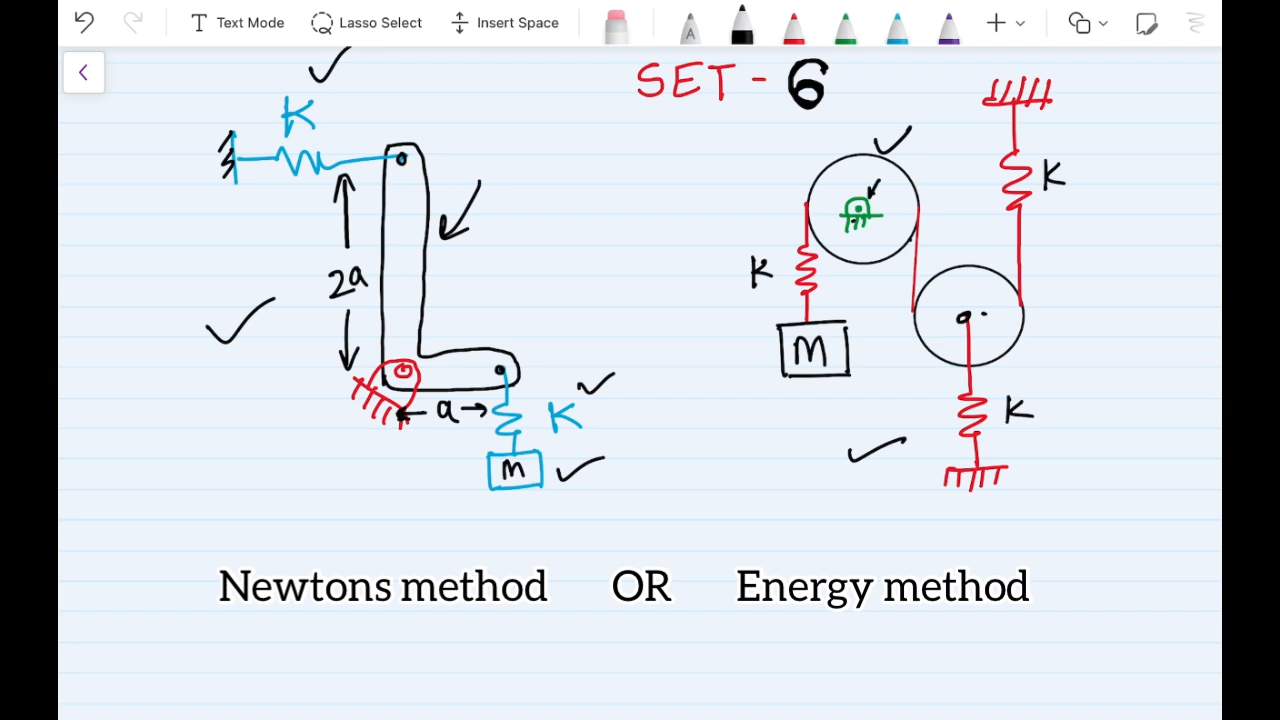 Text Mode Lasso Select Insert Space A
SET - 6
K
K
2a
K
M
a
K
K
m
Newtons method OR Energy method